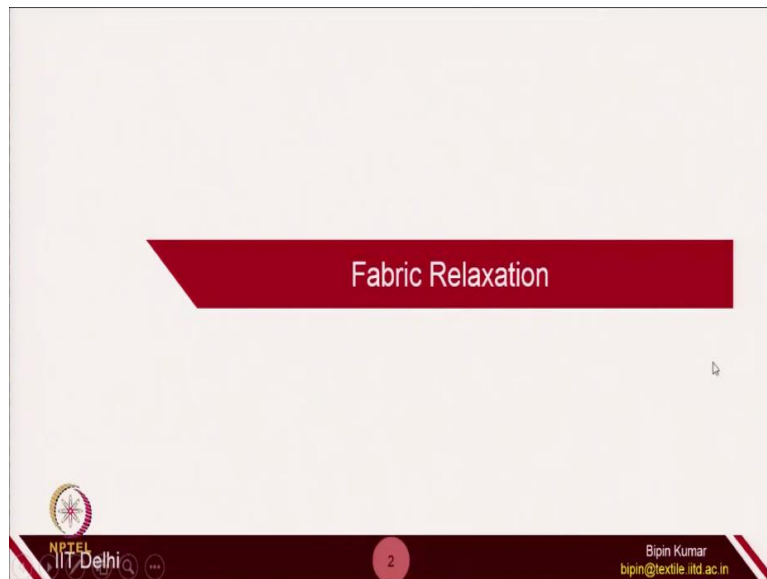 Fabric Relaxation
NPTEL
IIT Delhi
2
Bipin Kumar
bipin@textile.iitd.ac.in